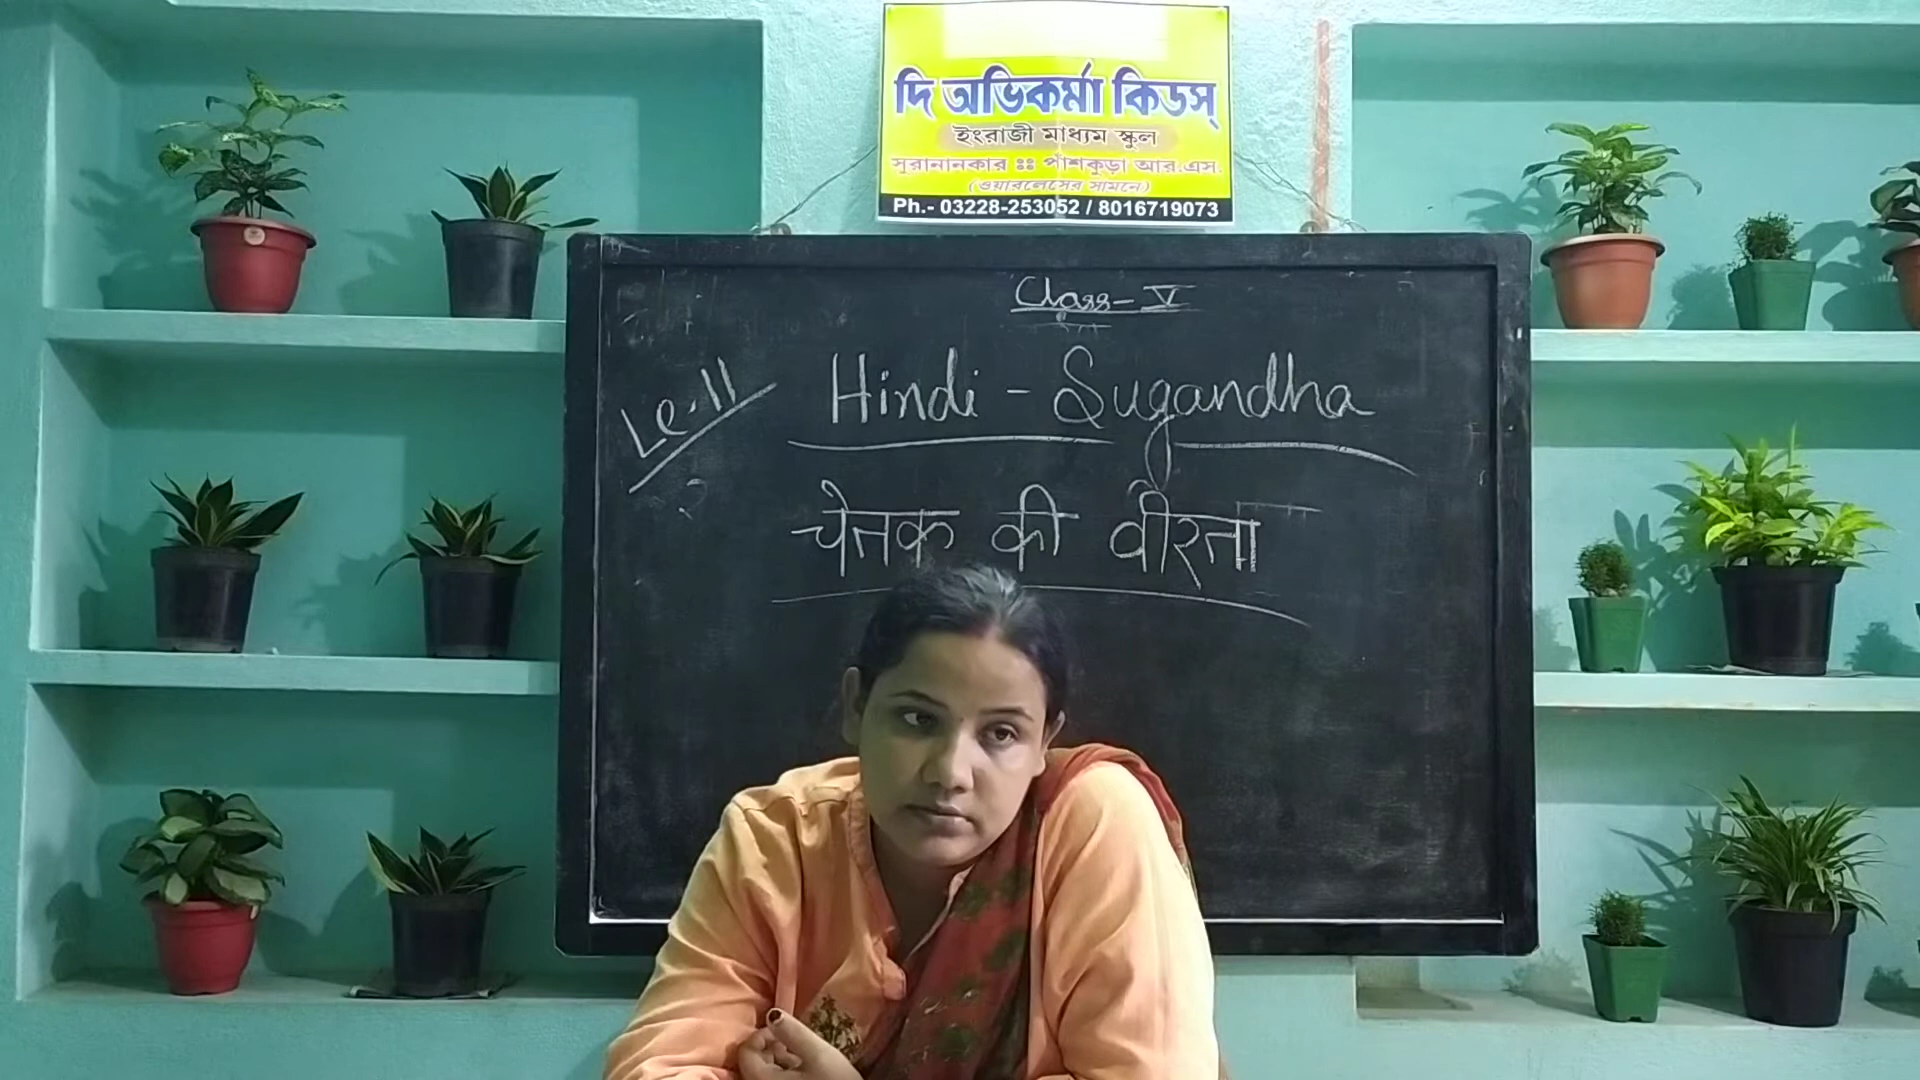 দি অভিকর্মা কিডস্
ইংরাজী মাধ্যম স্কুল
সুরানানকার ঃঃ পাঁশকুড়া আর.এস.
(ওয়ারলেসের সামনে)
Ph.- 03228-253052 / 8016719073
Class - V
Le.11
Hindi - Sugandha
चेतक की वीरता